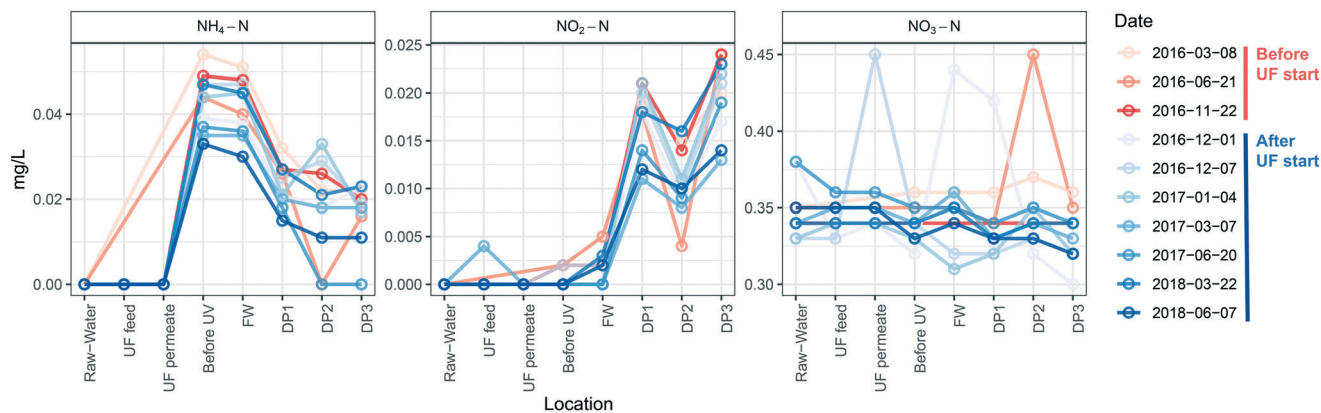 NH₄−N
NO₂−N
NO₃−N
mg/L
0.04
0.02
0.00
0.025
0.020
0.015
0.010
0.005
0.000
0.45
0.40
0.35
0.30
Raw−Water
UF feed
UF permeate
Before UV
FW
DP1
DP2
DP3
Raw−Water
UF feed
UF permeate
Before UV
FW
DP1
DP2
DP3
Raw−Water
UF feed
UF permeate
Before UV
FW
DP1
DP2
DP3
Location
Date
2016−03−08
2016−06−21
2016−11−22
2016−12−01
2016−12−07
2017−01−04
2017−03−07
2017−06−20
2018−03−22
2018−06−07
Before
UF start
After
UF start